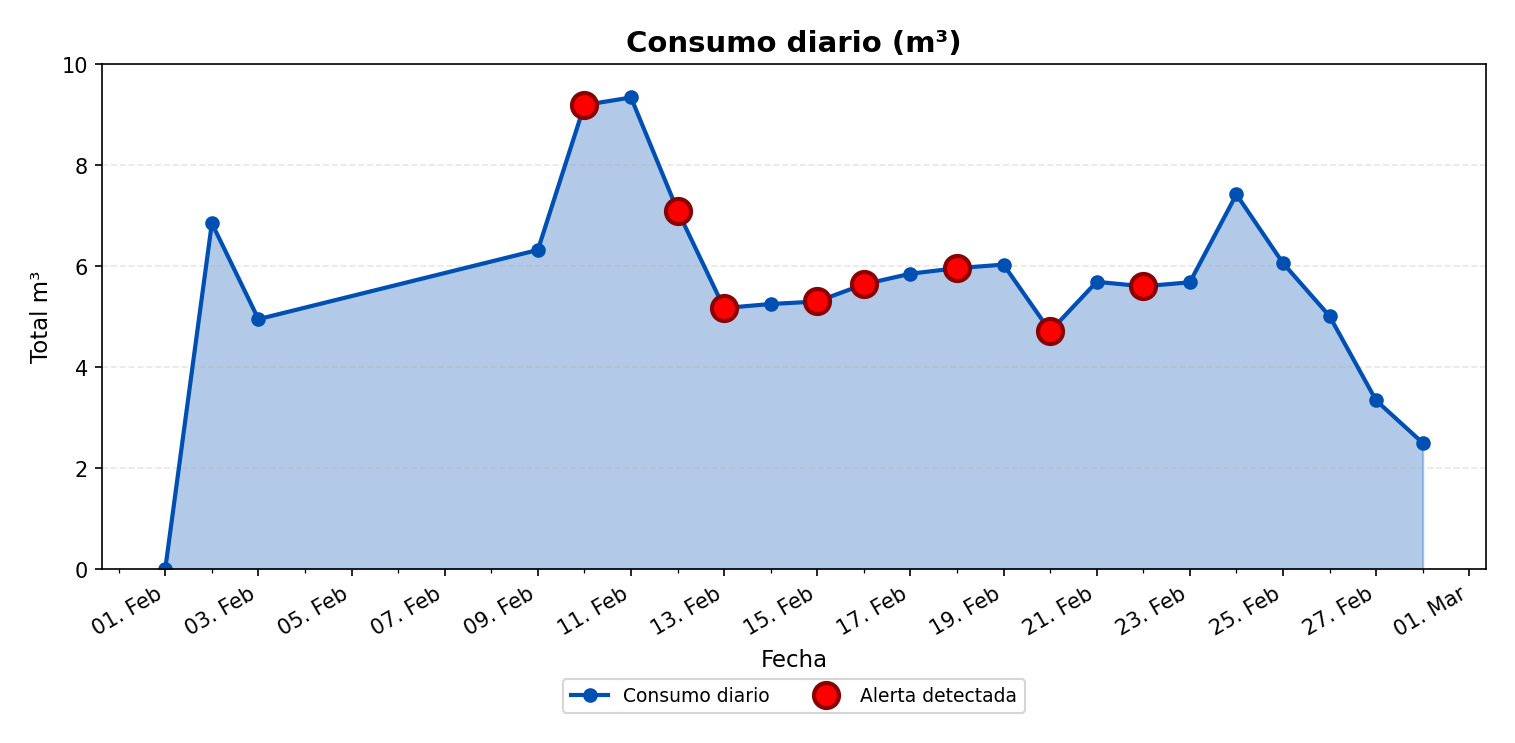 Consumo diario (m³)
10
8
6
4
2
0
Total m³
01. Feb
03. Feb
05. Feb
07. Feb
09. Feb
11. Feb
13. Feb
15. Feb
17. Feb
19. Feb
21. Feb
23. Feb
25. Feb
27. Feb
01. Mar
Fecha
Consumo diario
Alerta detectada